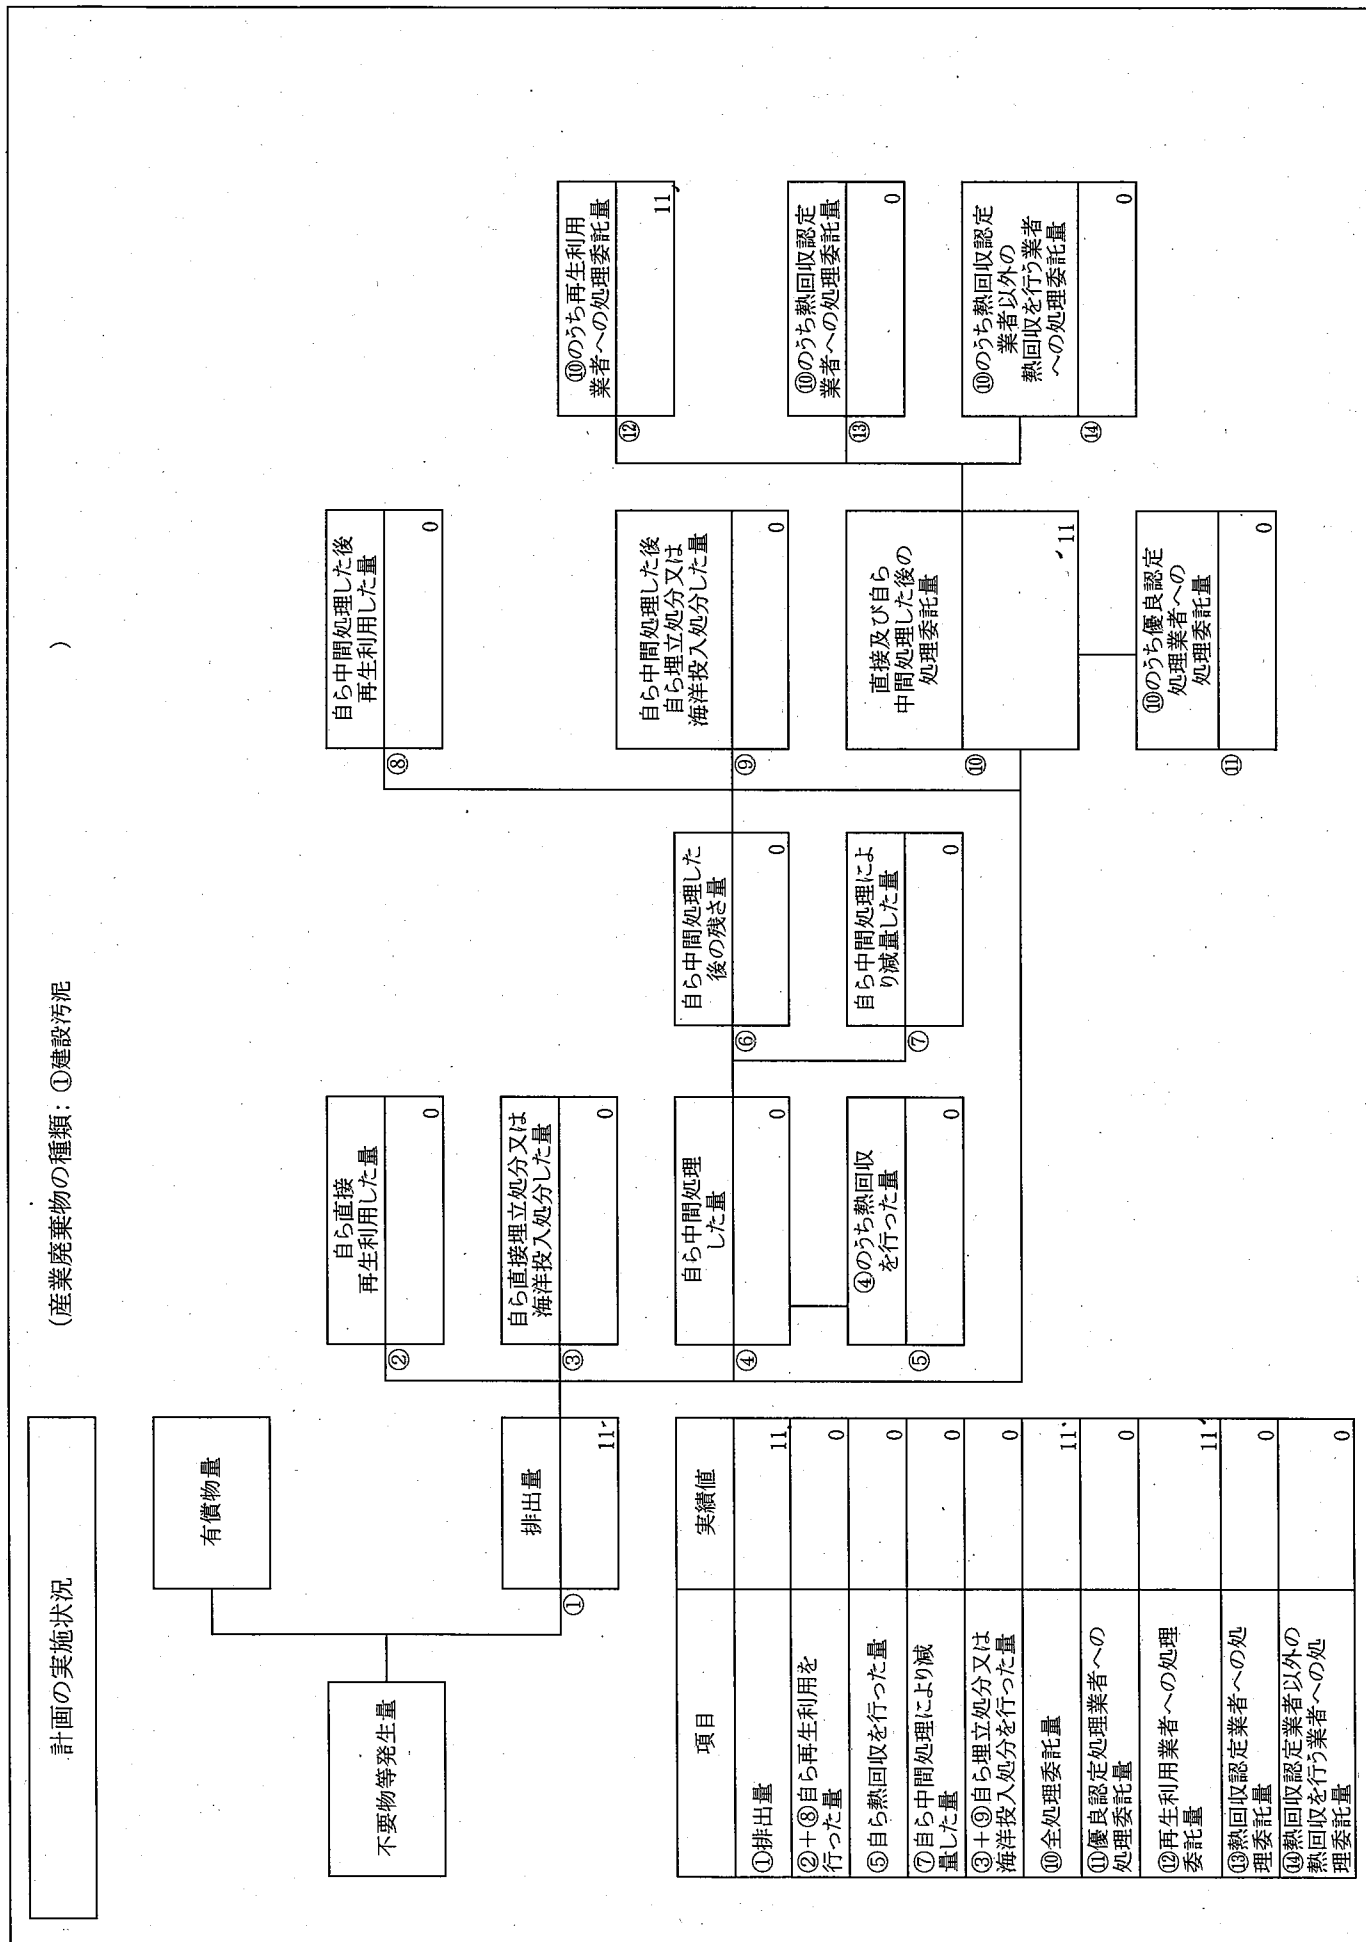 計画の実施状況
(産業廃棄物の種類：①建設汚泥
)
不要物等発生量
有償物量
①
排出量
11
②
自ら直接
再生利用した量
0
③
自ら直接埋立処分又は
海洋投入処分した量
0
④
自ら中間処理
した量
0
⑤
④のうち熱回収
を行った量
0
⑥
自ら中間処理した
後の残さ量
0
⑦
自ら中間処理によ
り減量した量
0
⑧
自ら中間処理した後
再生利用した量
0
⑨
自ら中間処理した後
自ら埋立処分又は
海洋投入処分した量
0
⑩
直接及び自ら
中間処理した後の
処理委託量
11
⑪
⑩のうち優良認定
処理業者への
処理委託量
0
⑫
⑩のうち再生利用
業者への処理委託量
11
⑬
⑩のうち熱回収認定
業者への処理委託量
0
⑭
⑩のうち熱回収認定
業者以外の
熱回収を行う業者
への処理委託量
0
項目
実績値
①排出量
11
②＋⑧自ら再生利用を
行った量
0
⑤自ら熱回収を行った量
0
⑦自ら中間処理により減
量した量
0
③＋⑨自ら埋立処分又は
海洋投入処分を行った量
0
⑩全処理委託量
11
⑪優良認定処理業者への
処理委託量
0
⑫再生利用業者への処理
委託量
11
⑬熱回収認定業者への処
理委託量
0
⑭熱回収認定業者以外の
熱回収を行う業者への処
理委託量
0